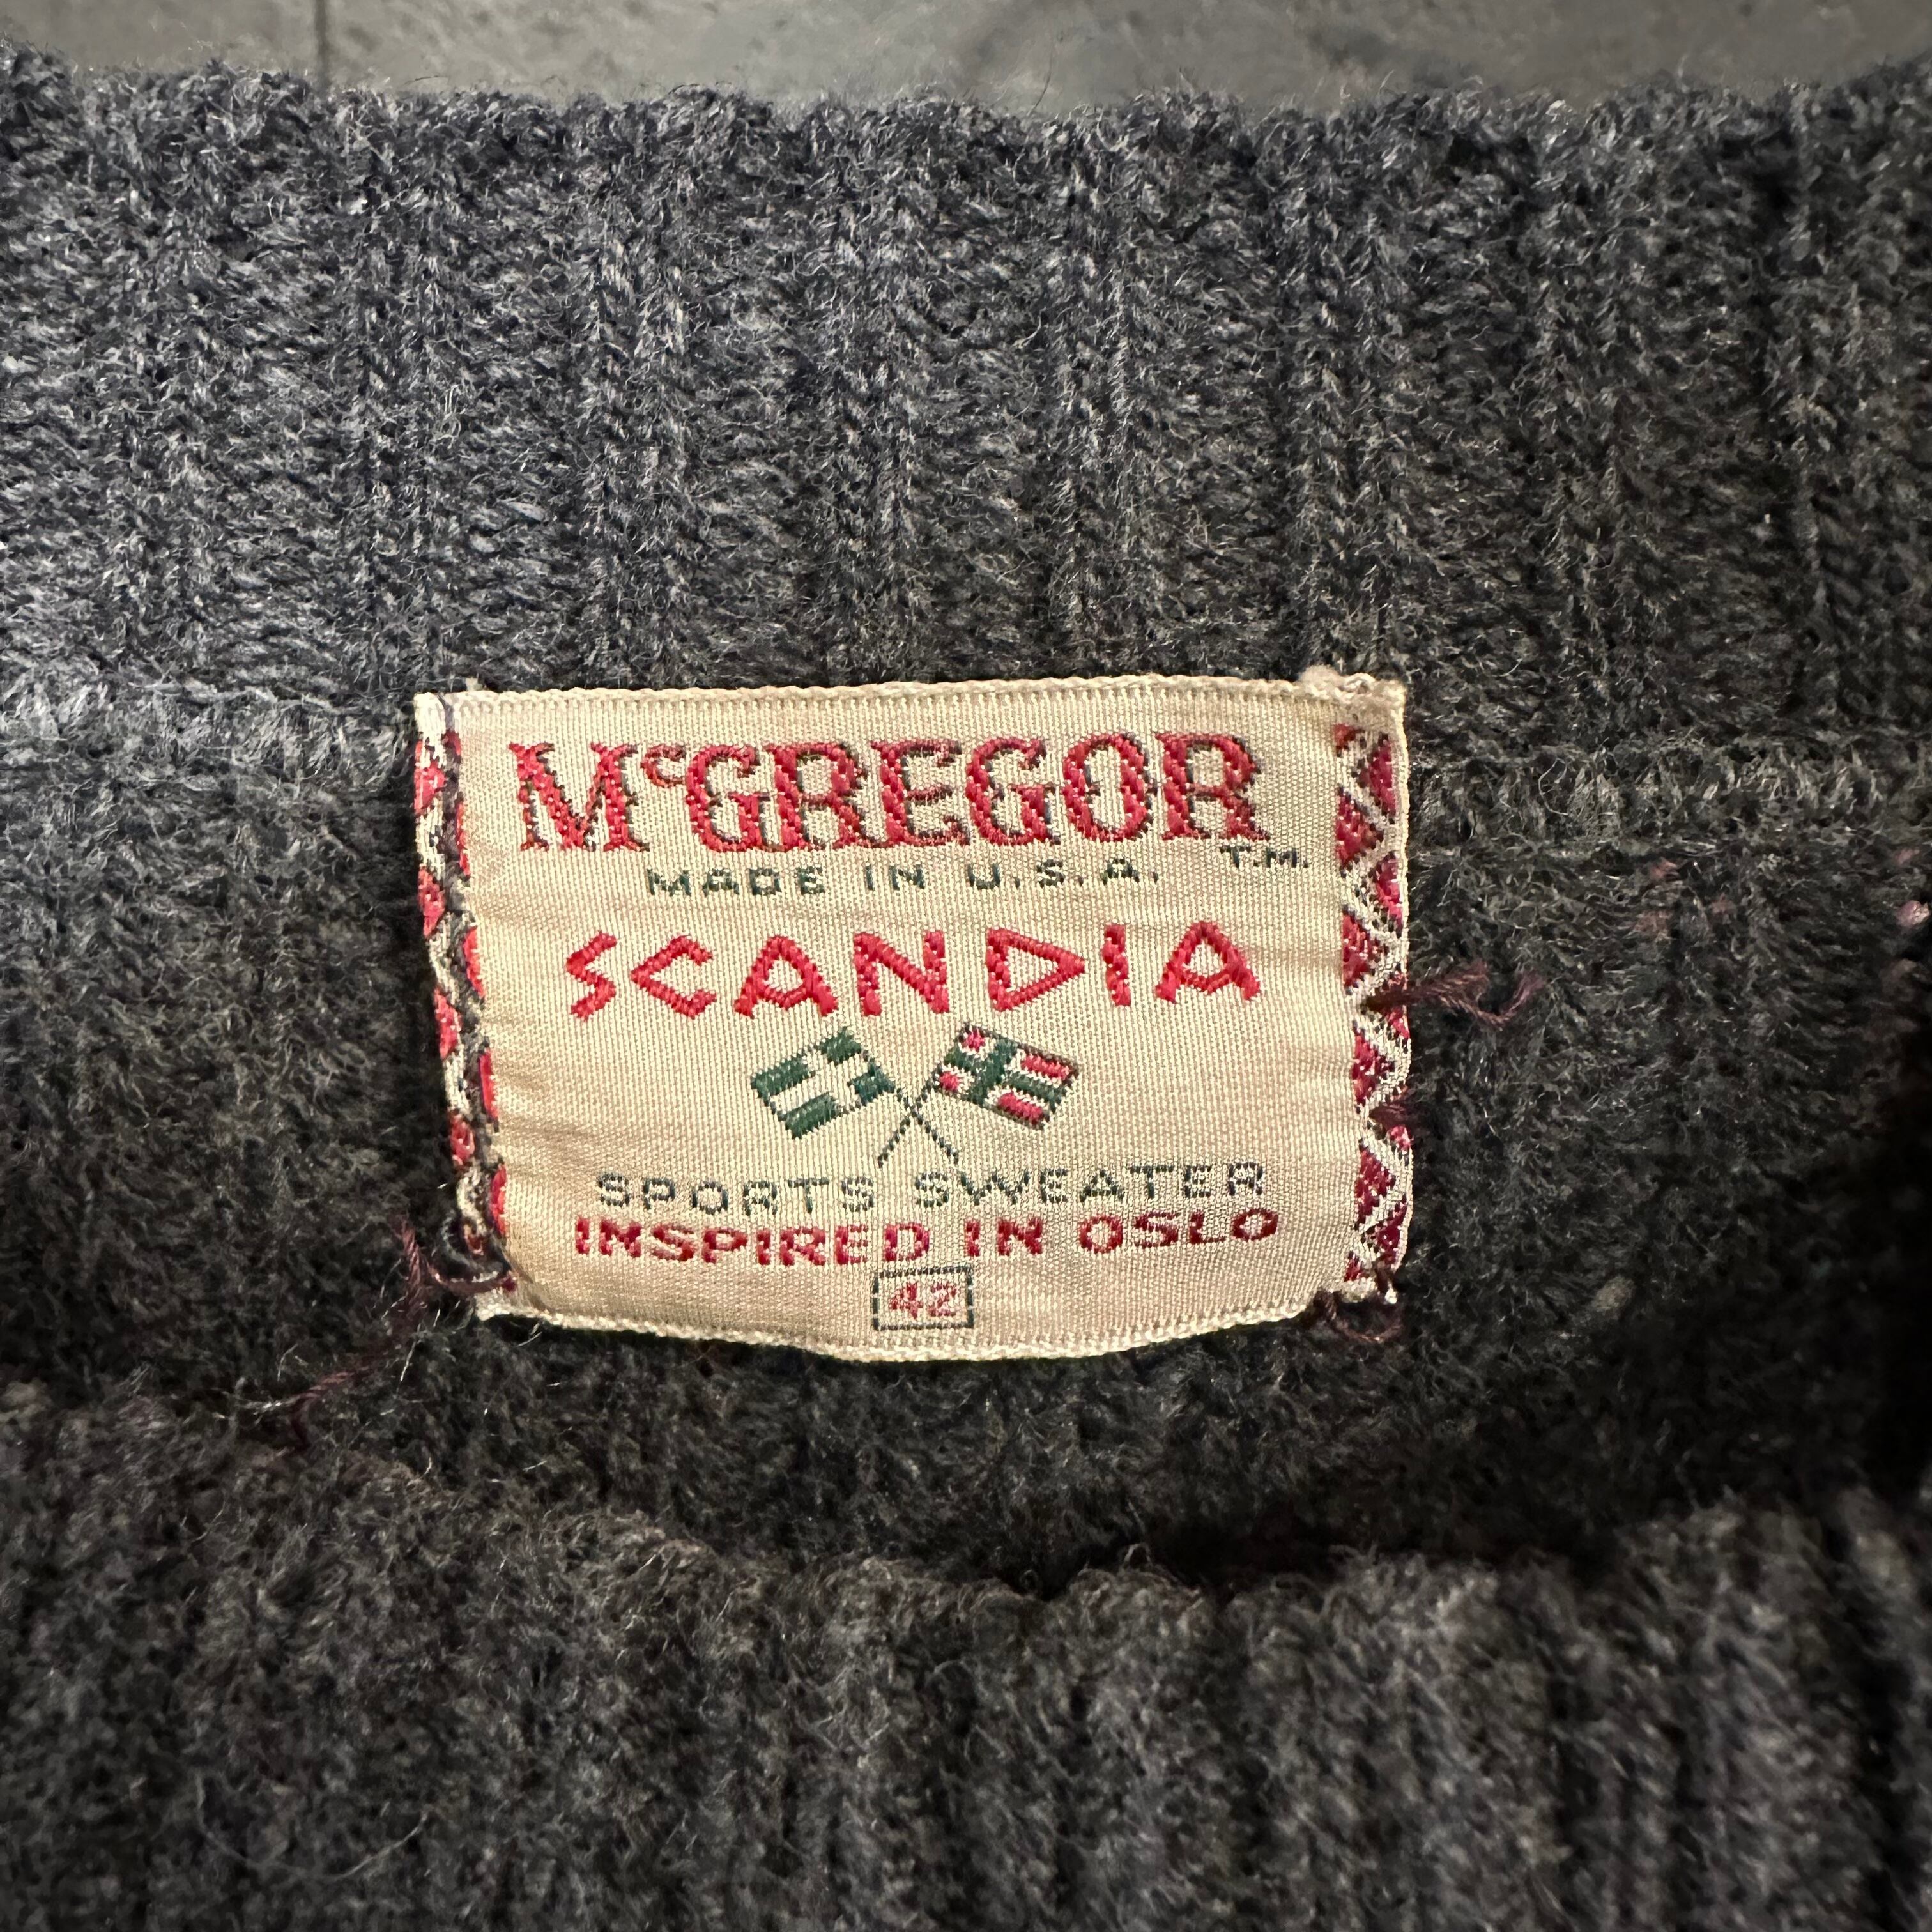 McGREGOR
T.M.
MADE IN U.S.A.
SCANDIA
SPORTS SWEATER
INSPIRED IN OSLO
42